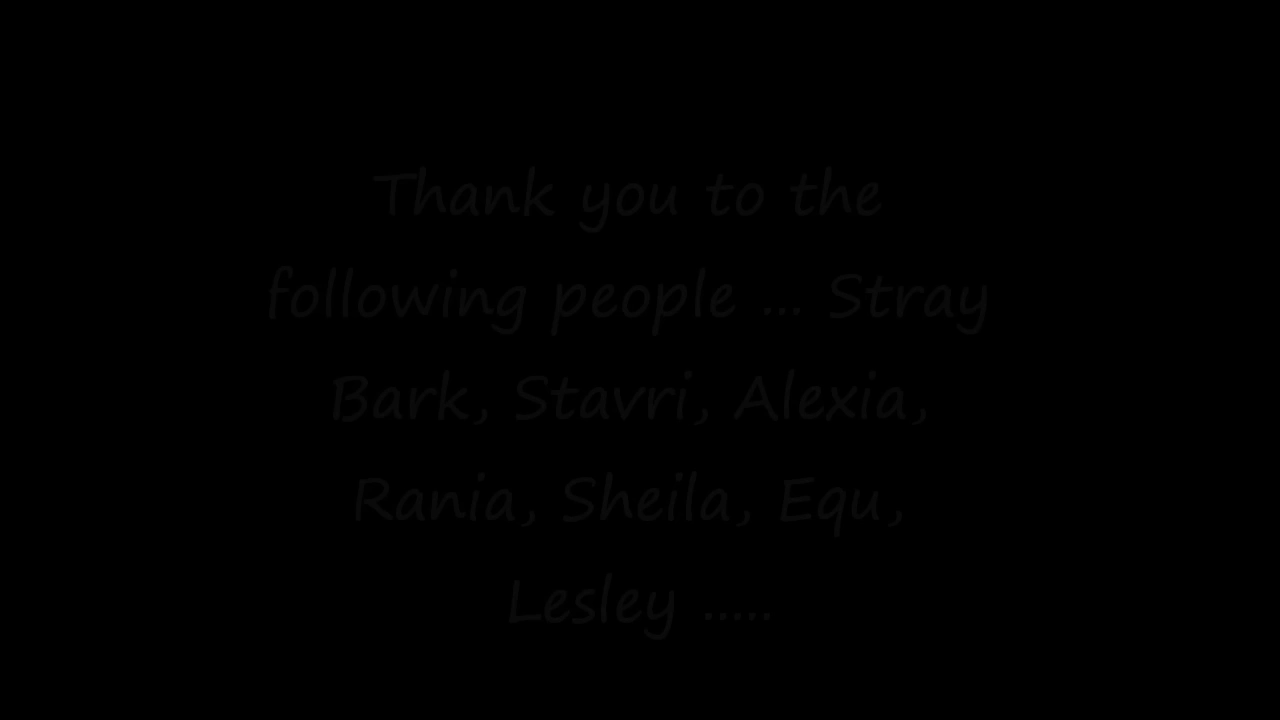 Thank you to the
following people ... Stray
Bark, Stavri, Alexia,
Rania, Sheila, Equ,
Lesley .....